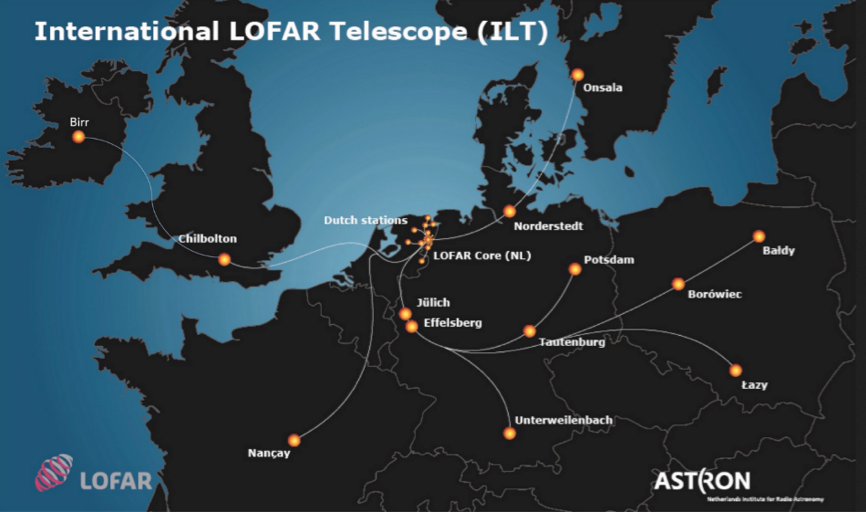 International LOFAR Telescope (ILT)
Onsala
Birr
Dutch stations
Norderstedt
Chilbolton
LOFAR Core (NL)
Bałdy
Potsdam
Borówiec
Jülich
Effelsberg
Tautenburg
Łazy
Unterweilenbach
Nançay
LOFAR
ASTRON
Netherlands Institute for Radio Astronomy